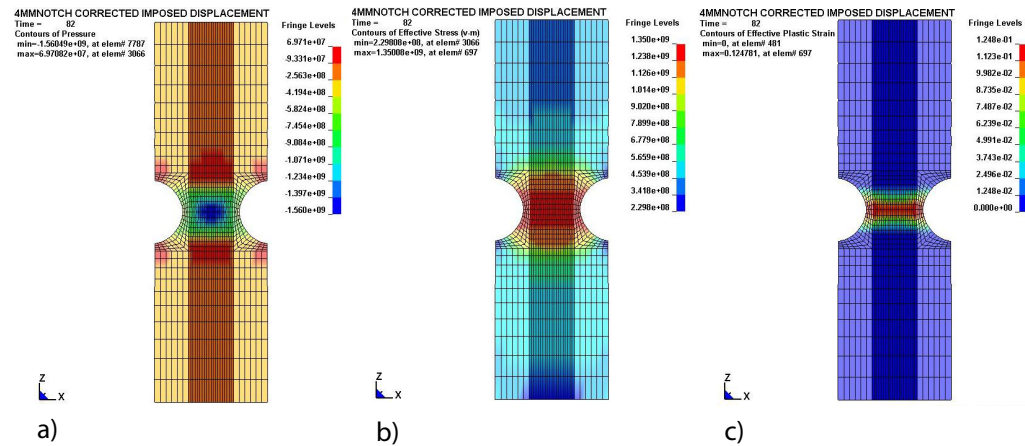 4MMNOTCH CORRECTED IMPOSED DISPLACEMENT
Time = 82
Contours of Pressure
min=-1.56049e+09, at elem# 7787
max=6.97082e+07, at elem# 3066
Fringe Levels
6.971e+07
-9.331e+07
-2.563e+08
-4.194e+08
-5.824e+08
-7.454e+08
-9.084e+08
-1.071e+09
-1.234e+09
-1.397e+09
-1.560e+09
Z
X
a)
4MMNOTCH CORRECTED IMPOSED DISPLACEMENT
Time = 82
Contours of Effective Stress (v-m)
min=2.29808e+08, at elem# 3066
max=1.35008e+09, at elem# 697
Fringe Levels
1.350e+09
1.238e+09
1.126e+09
1.014e+09
9.020e+08
7.899e+08
6.779e+08
5.659e+08
4.539e+08
3.418e+08
2.298e+08
Z
X
b)
4MMNOTCH CORRECTED IMPOSED DISPLACEMENT
Time = 82
Contours of Effective Plastic Strain
min=0, at elem# 481
max=0.124781, at elem# 697
Fringe Levels
1.248e-01
1.123e-01
9.982e-02
8.735e-02
7.487e-02
6.239e-02
4.991e-02
3.743e-02
2.496e-02
1.248e-02
0.000e+00
Z
X
c)